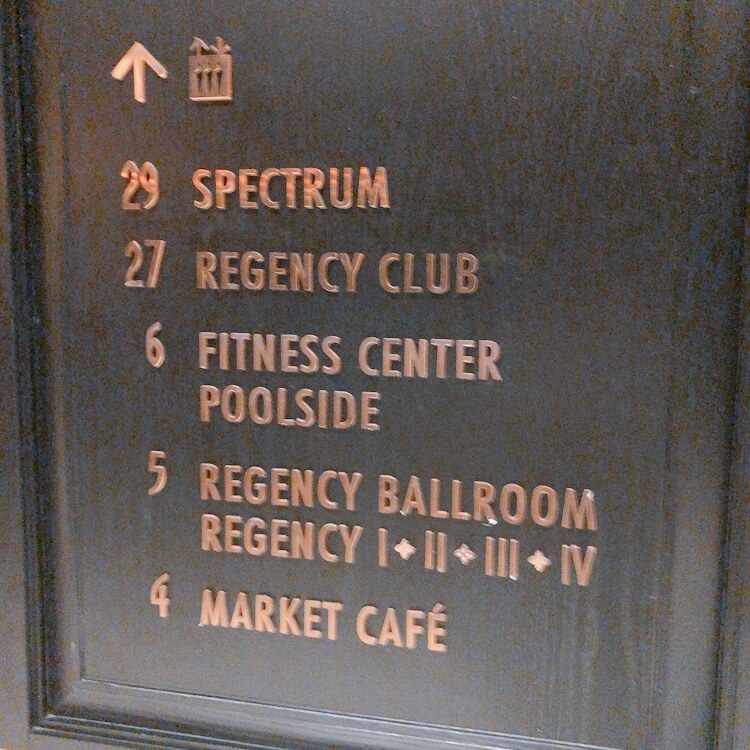 29 SPECTRUM
27 REGENCY CLUB
6 FITNESS CENTER
POOLSIDE
5 REGENCY BALLROOM
REGENCY I ✦ II ✦ III ✦ IV
4 MARKET CAFÉ